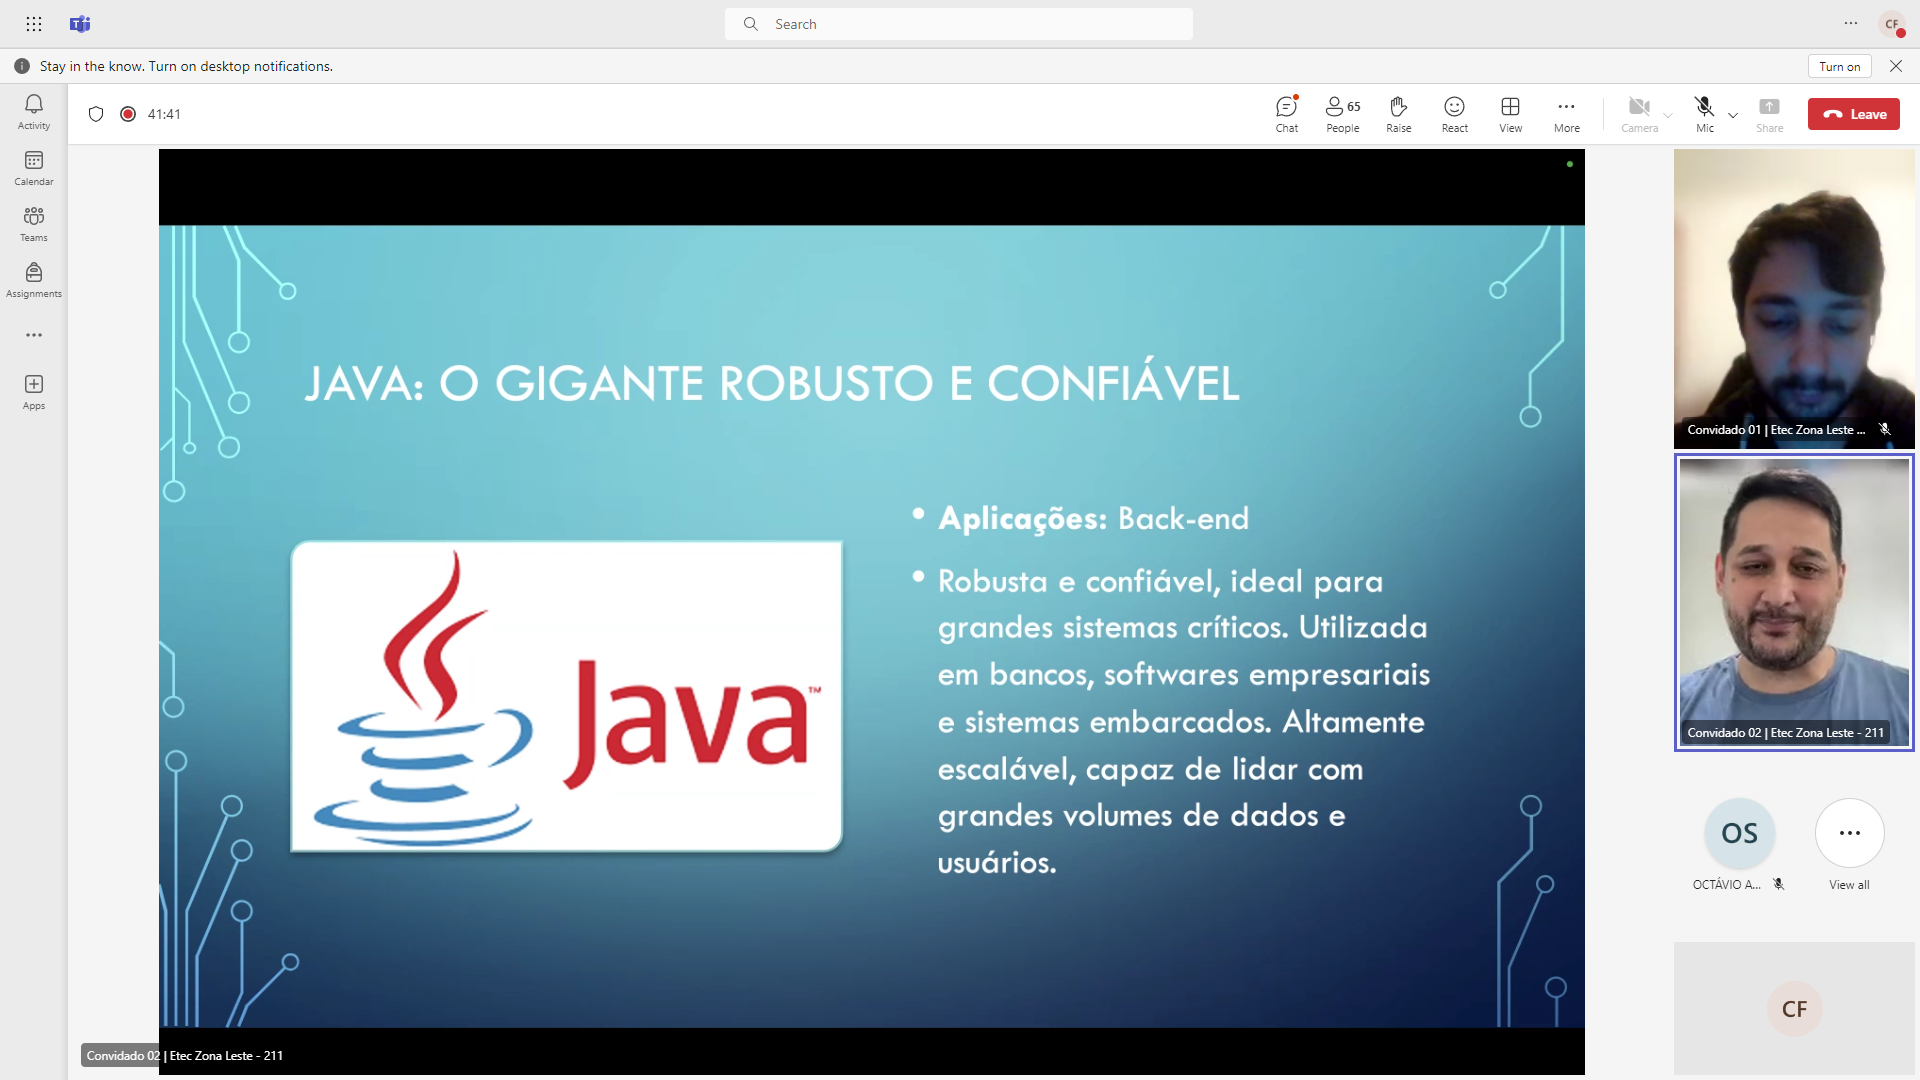 Search
CF
Stay in the know. Turn on desktop notifications.
Turn on
Activity
Calendar
Teams
Assignments
Apps
41:41
Chat
65
People
Raise
React
View
More
Camera
Mic
Share
Leave
JAVA: O GIGANTE ROBUSTO E CONFIÁVEL
Java™
• Aplicações: Back-end
• Robusta e confiável, ideal para
grandes sistemas críticos. Utilizada
em bancos, softwares empresariais
e sistemas embarcados. Altamente
escalável, capaz de lidar com
grandes volumes de dados e
usuários.
Convidado 02 | Etec Zona Leste - 211
Convidado 01 | Etec Zona Leste ...
Convidado 02 | Etec Zona Leste - 211
OS
OCTÁVIO A...
View all
CF